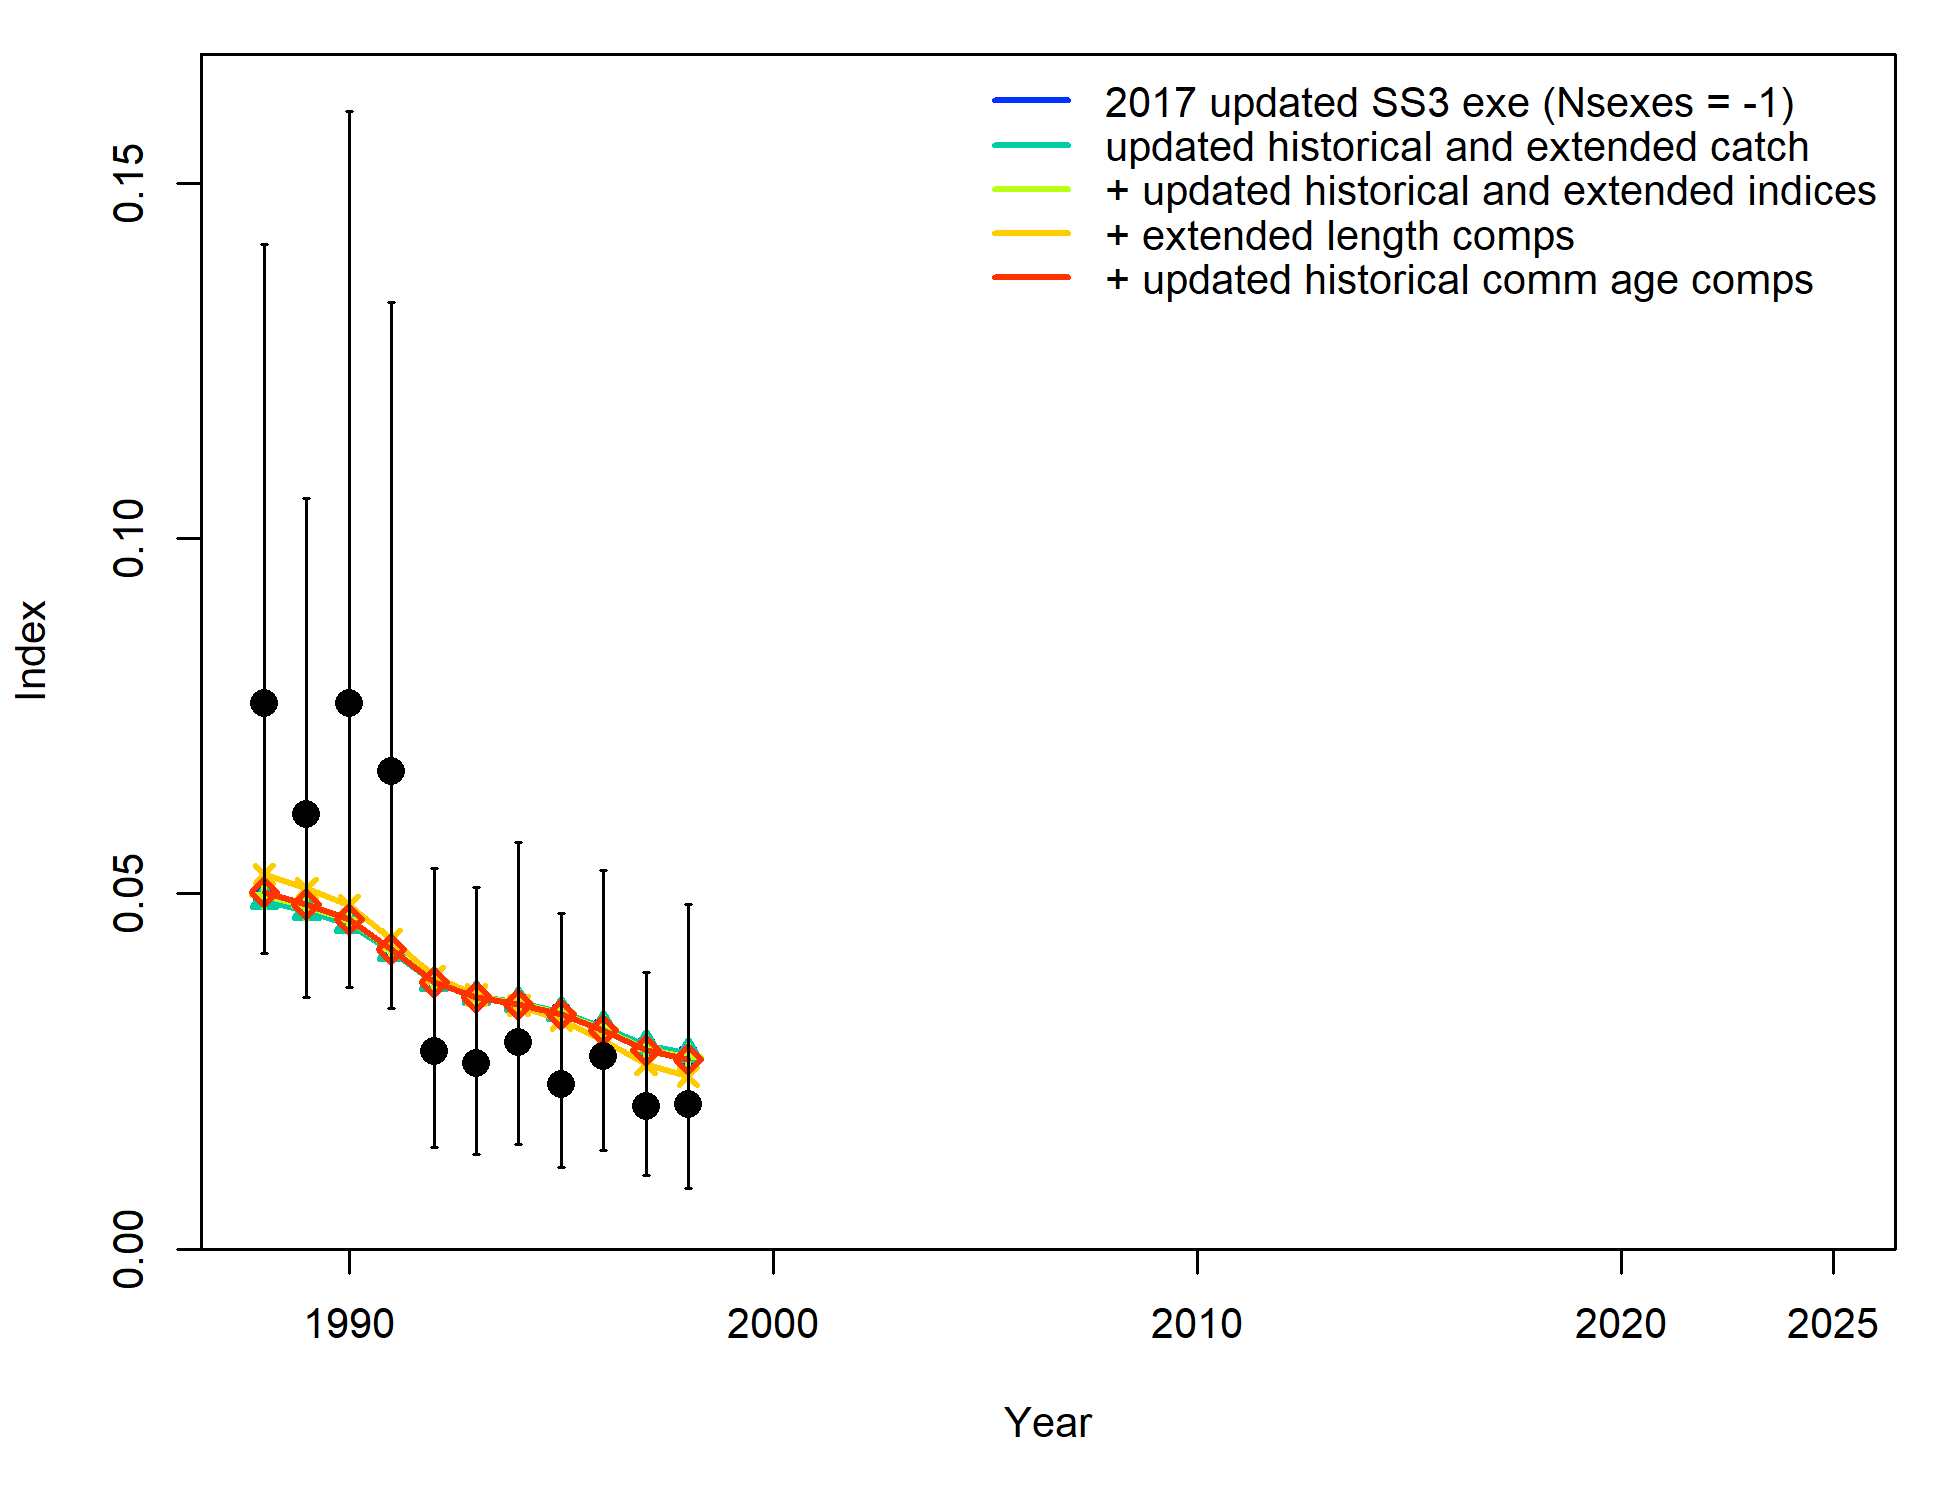 2017 updated SS3 exe (Nsexes = -1)
updated historical and extended catch
+ updated historical and extended indices
+ extended length comps
+ updated historical comm age comps
0.15
0.10
0.05
0.00
Index
1990
2000
2010
2020
2025
Year